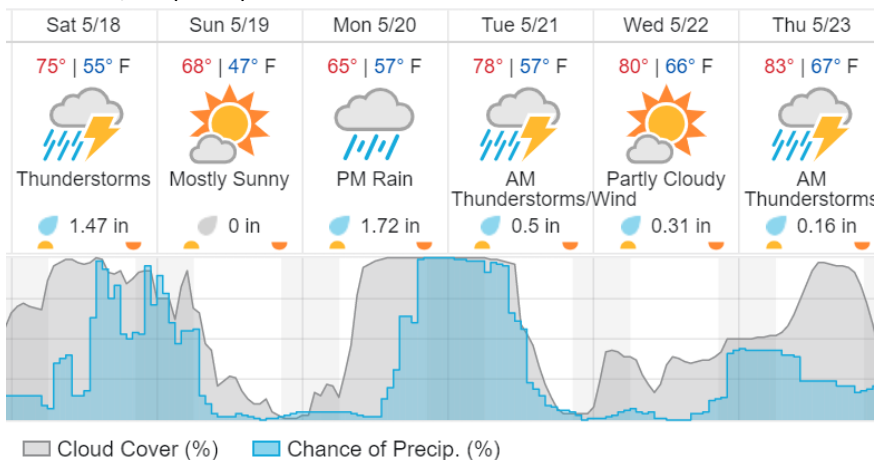 Sat 5/18 Sun 5/19 Mon 5/20 Tue 5/21 Wed 5/22 Thu 5/23
75° | 55° F 68° | 47° F 65° | 57° F 78° | 57° F 80° | 66° F 83° | 67° F
Thunderstorms Mostly Sunny PM Rain AM Thunderstorms/Wind Partly Cloudy AM Thunderstorms
1.47 in 0 in 1.72 in 0.5 in 0.31 in 0.16 in
Cloud Cover (%) Chance of Precip. (%)